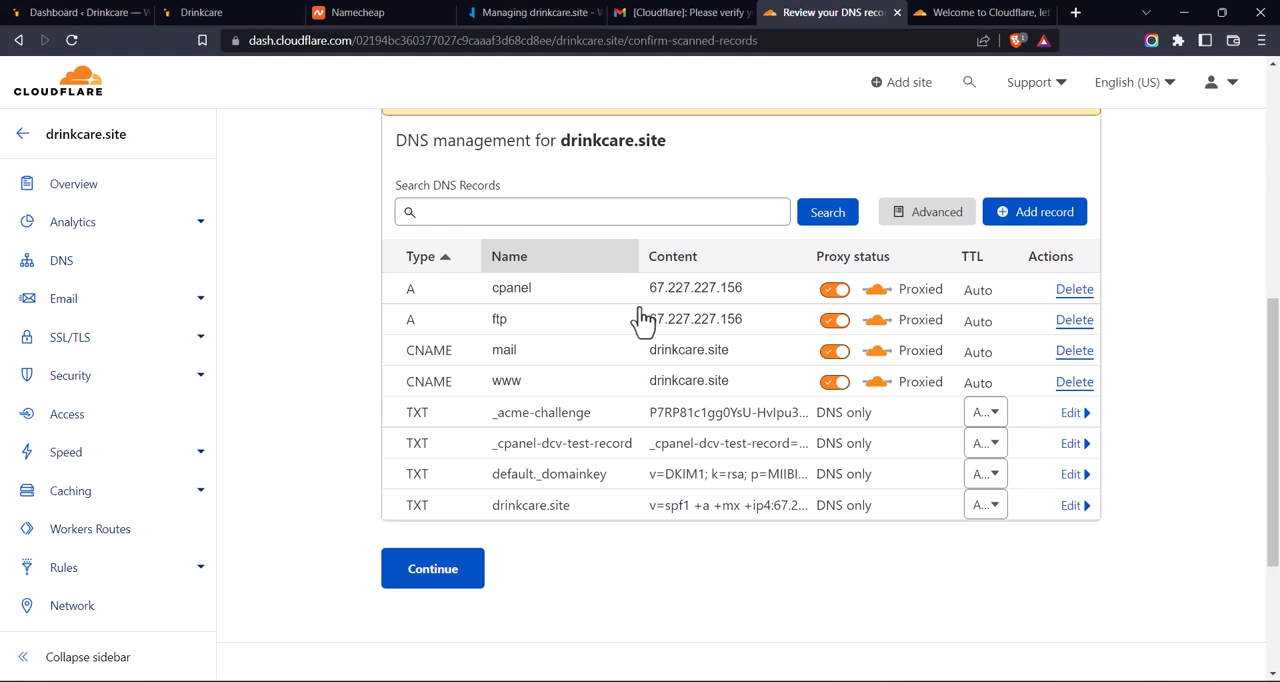 Dashboard ‹ Drinkcare — W
Drinkcare
Namecheap
Managing drinkcare.site - W
[Cloudflare]: Please verify y
Review your DNS reco
Welcome to Cloudflare, let'
dash.cloudflare.com/02194bc360377027c9caaaf3d68cd8ee/drinkcare.site/confirm-scanned-records
1
CLOUDFLARE
Add site
Support
English (US)
drinkcare.site
Overview
Analytics
DNS
Email
SSL/TLS
Security
Access
Speed
Caching
Workers Routes
Rules
Network
Collapse sidebar
DNS management for drinkcare.site
Search DNS Records
Search
Advanced
Add record
Type Name Content Proxy status TTL Actions
A cpanel 67.227.227.156 Proxied Auto Delete
A ftp 67.227.227.156 Proxied Auto Delete
CNAME mail drinkcare.site Proxied Auto Delete
CNAME www drinkcare.site Proxied Auto Delete
TXT _acme-challenge P7RP81c1gg0YsU-HvIpu3... DNS only A... Edit
TXT _cpanel-dcv-test-record _cpanel-dcv-test-record=... DNS only A... Edit
TXT default._domainkey v=DKIM1; k=rsa; p=MIIBI... DNS only A... Edit
TXT drinkcare.site v=spf1 +a +mx +ip4:67.2... DNS only A... Edit
Continue